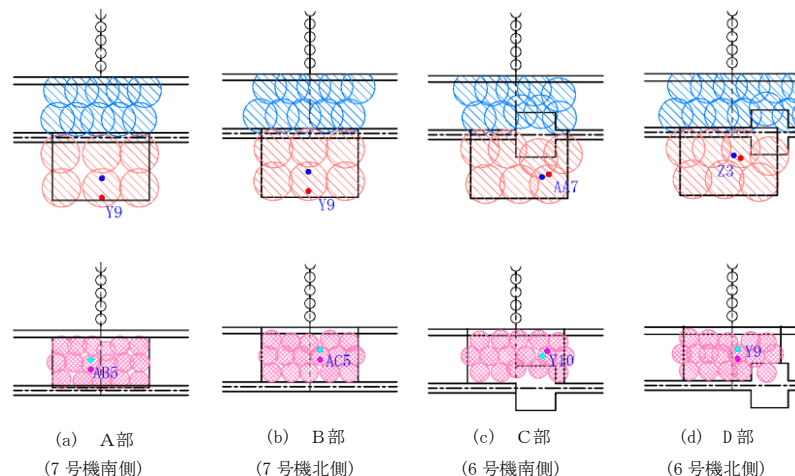 Y9
Y9
AA7
Z3
AB5
AC5
Y10
Y9
(a) A部
(7号機南側)
(b) B部
(7号機北側)
(c) C部
(6号機南側)
(d) D部
(6号機北側)